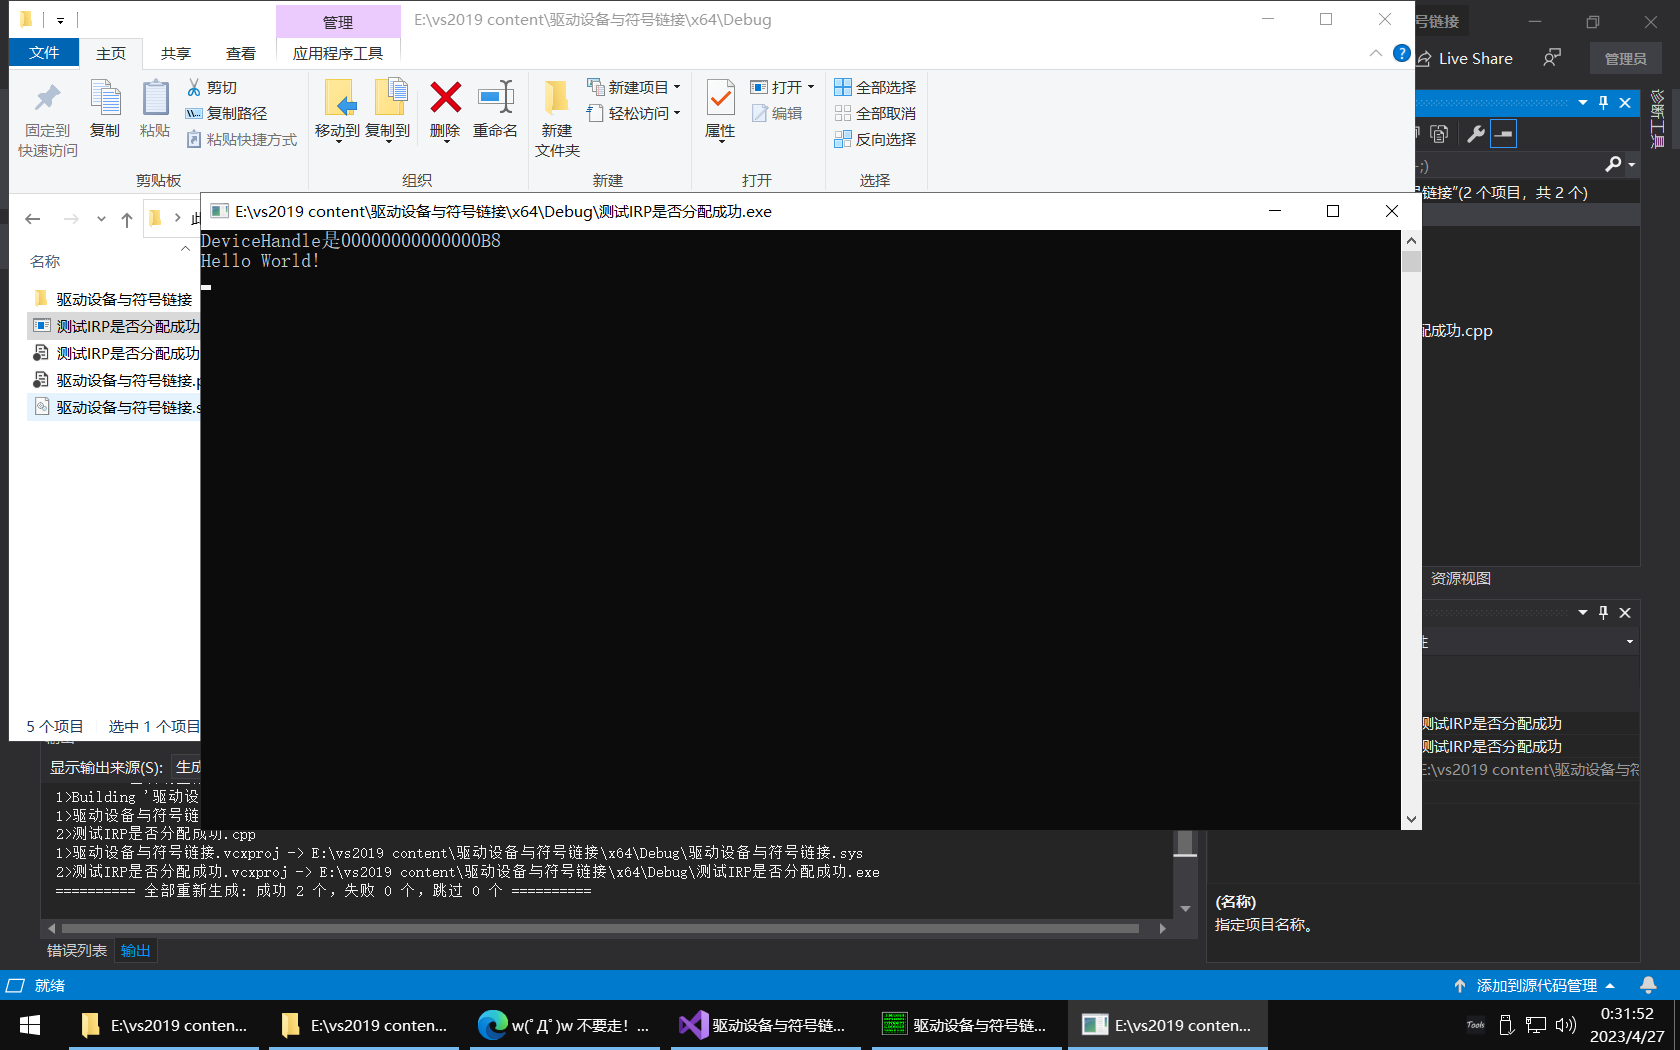 管理
E:\vs2019 content\驱动设备与符号链接\x64\Debug
号链接
文件
主页
共享
查看
应用程序工具
Live Share
管理员
固定到
快速访问
复制
粘贴
剪切
复制路径
粘贴快捷方式
移动到
复制到
删除
重命名
新建
文件夹
新建项目
轻松访问
属性
打开
编辑
全部选择
全部取消
反向选择
剪贴板
组织
新建
打开
选择
诊断工具
-;)
链接"(2 个项目，共 2 个)
E:\vs2019 content\驱动设备与符号链接\x64\Debug\测试IRP是否分配成功.exe
DeviceHandle是00000000000000B8
Hello World!
名称
驱动设备与符号链接
测试IRP是否分配成功
测试IRP是否分配成功
驱动设备与符号链接.p
驱动设备与符号链接.s
5 个项目
选中 1 个项目
配成功.cpp
资源视图
测试IRP是否分配成功
测试IRP是否分配成功
E:\vs2019 content\驱动设备与符
输出
显示输出来源(S):
生成
1>Building '驱动设
1>驱动设备与符号链
2>测试IRP是否分配成功.cpp
1>驱动设备与符号链接.vcxproj -> E:\vs2019 content\驱动设备与符号链接\x64\Debug\驱动设备与符号链接.sys
2>测试IRP是否分配成功.vcxproj -> E:\vs2019 content\驱动设备与符号链接\x64\Debug\测试IRP是否分配成功.exe
========== 全部重新生成: 成功 2 个，失败 0 个，跳过 0 个 ==========
错误列表
输出
(名称)
指定项目名称。
就绪
添加到源代码管理
E:\vs2019 conten...
E:\vs2019 conten...
w(ﾟДﾟ)w 不要走！...
驱动设备与符号链...
驱动设备与符号链...
E:\vs2019 conten...
Tools
0:31:52
2023/4/27